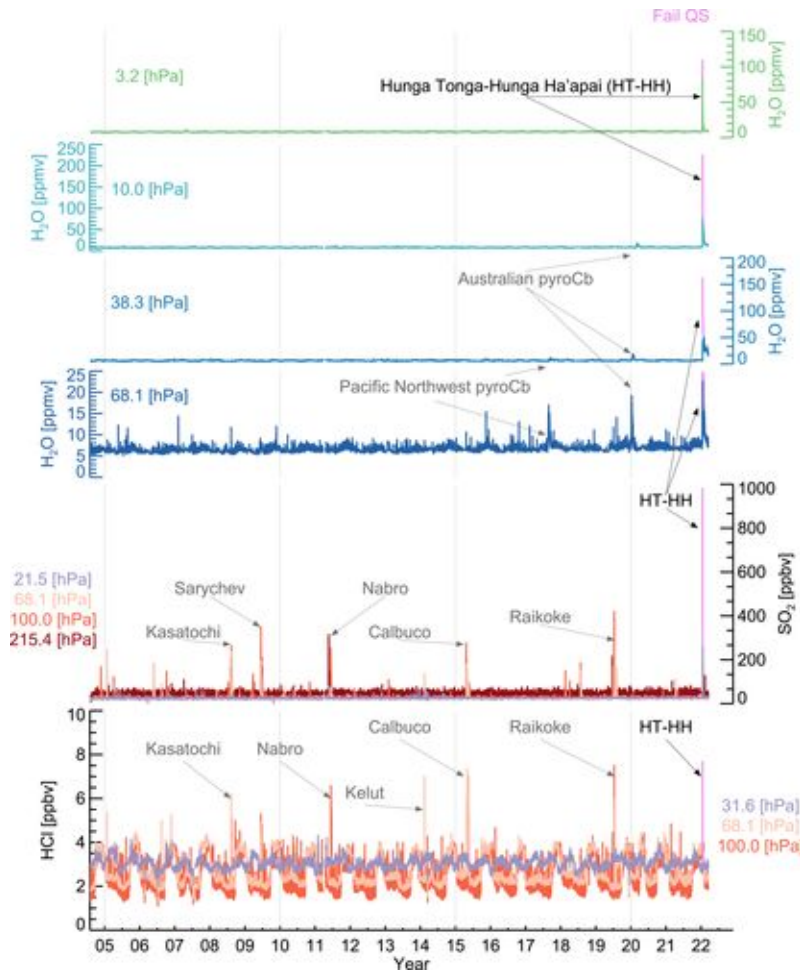 Fail QS
150
100
50
0
H₂O [ppmv]
3.2 [hPa]
Hunga Tonga-Hunga Ha'apai (HT-HH)
250
200
150
100
50
0
H₂O [ppmv]
10.0 [hPa]
200
150
100
50
0
H₂O [ppmv]
38.3 [hPa]
Australian pyroCb
25
20
15
10
5
0
H₂O [ppmv]
68.1 [hPa]
Pacific Northwest pyroCb
HT-HH
1000
800
600
400
200
0
SO₂ [ppbv]
21.5 [hPa]
68.1 [hPa]
100.0 [hPa]
215.4 [hPa]
Sarychev
Nabro
Kasatochi
Calbuco
Raikoke
10
8
6
4
2
0
HCl [ppbv]
Calbuco
Raikoke
HT-HH
Kasatochi
Nabro
Kelut
31.6 [hPa]
68.1 [hPa]
100.0 [hPa]
05 06 07 08 09 10 11 12 13 14 15 16 17 18 19 20 21 22
Year